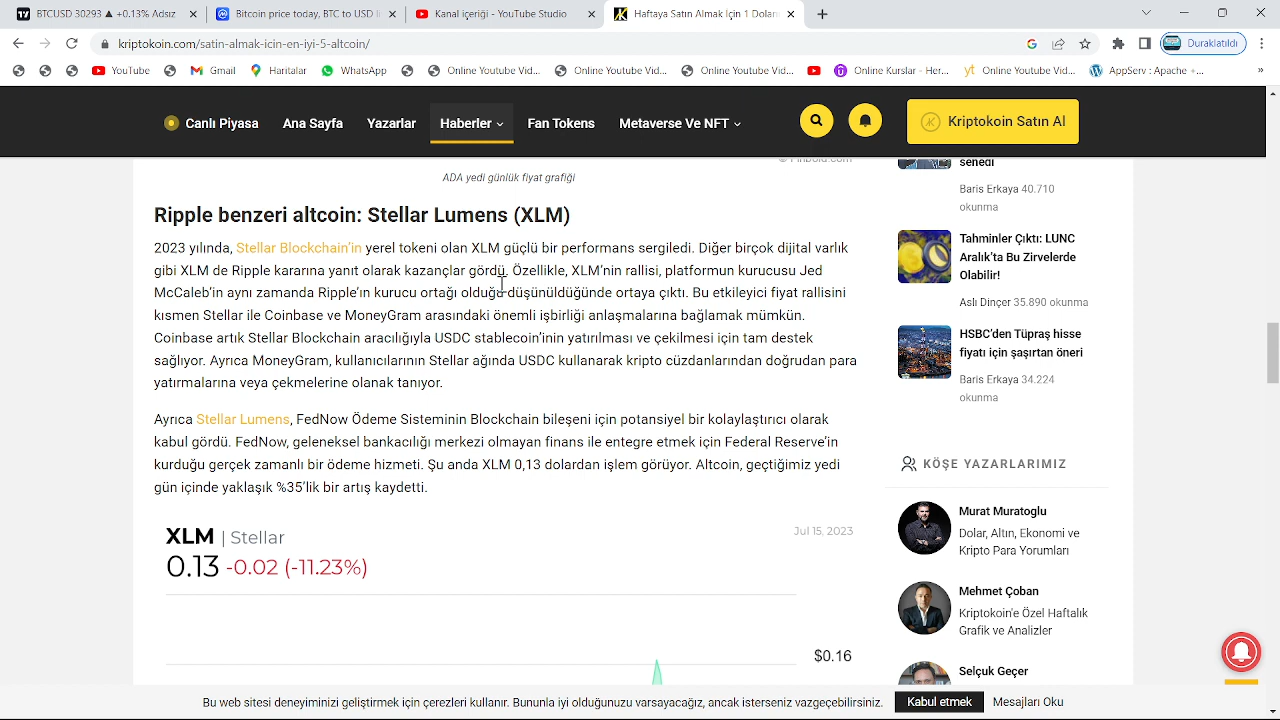 BTCUSD 30293 ▲ +0.13% Adsız
Bitcoin price today, BTC to USD li
Kanal içeriği - YouTube Studio
Haftaya Satın Almak İçin 1 Doları
kriptokoin.com/satin-almak-icin-en-iyi-5-altcoin/
Duraklatıldı
YouTube
Gmail
Haritalar
WhatsApp
Online Youtube Vid...
Online Youtube Vid...
Online Youtube Vid...
Online Kurslar - Her...
Online Youtube Vid...
AppServ : Apache +...
Canlı Piyasa
Ana Sayfa
Yazarlar
Haberler
Fan Tokens
Metaverse Ve NFT
Kriptokoin Satın Al
© Finbold.com
ADA yedi günlük fiyat grafiği
Ripple benzeri altcoin: Stellar Lumens (XLM)
2023 yılında, Stellar Blockchain’in yerel tokeni olan XLM güçlü bir performans sergiledi. Diğer birçok dijital varlık
gibi XLM de Ripple kararına bağlı olarak kazançlar gördü. Özellikle, XLM’nin rallisi, platformun kurucusu Jed
McCaleb’in aynı zamanda Ripple’ın kurucu ortağı olduğu düşünüldüğünde ortaya çıktı. Bu etkileyici fiyat rallisini
kısmen Stellar ile Coinbase ve MoneyGram arasındaki önemli işbirliği anlaşmalarına bağlamak mümkün.
Coinbase artık Stellar Blockchain aracılığıyla USDC stablecoin’inin yatırılması ve çekilmesi için tam destek
sağlıyor. Ayrıca Moneygram, kullanıcılarının Stellar ağında USDC kullanarak kripto cüzdanlarından doğrudan para
yatırmalarına veya çekmelerine olanak tanıyor.
Ayrıca Stellar Lumens, FedNow Ödeme Sisteminin Blockchain bileşeni için potansiyel bir kolaylaştırıcı olarak
kabul gördü. FedNow, geleneksel bankacılığı merkezi olmayan finans ile entegre etmek için Federal Reserve’in
kurduğu gerçek zamanlı bir ödeme hizmeti. Şu anda XLM 0,13 dolardan işlem görüyor. Altcoin, geçtiğimiz yedi
gün içinde yaklaşık %35’lik bir artış kaydetti.
XLM | Stellar
Jul 15, 2023
0.13 -0.02 (-11.23%)
$0.16
senedi
Baris Erkaya 40.710
okunma
Tahminler Çıktı: LUNC
Aralık’ta Bu Zirvelerde
Olabilir!
Aslı Dinçer 35.890 okunma
HSBC’den Tüpraş hisse
fiyatı için şaşırtan öneri
Baris Erkaya 34.224
okunma
KÖŞE YAZARLARIMIZ
Murat Muratoglu
Dolar, Altın, Ekonomi ve
Kripto Para Yorumları
Mehmet Çoban
Kriptokoin'e Özel Haftalık
Grafik ve Analizler
Selçuk Geçer
Bu site deneyiminizi geliştirmek için çerezleri kullanır. Bununla iyi olduğunuzu varsayacağız, ancak isterseniz vazgeçebilirsiniz.
Kabul etmek
Mesajları Oku